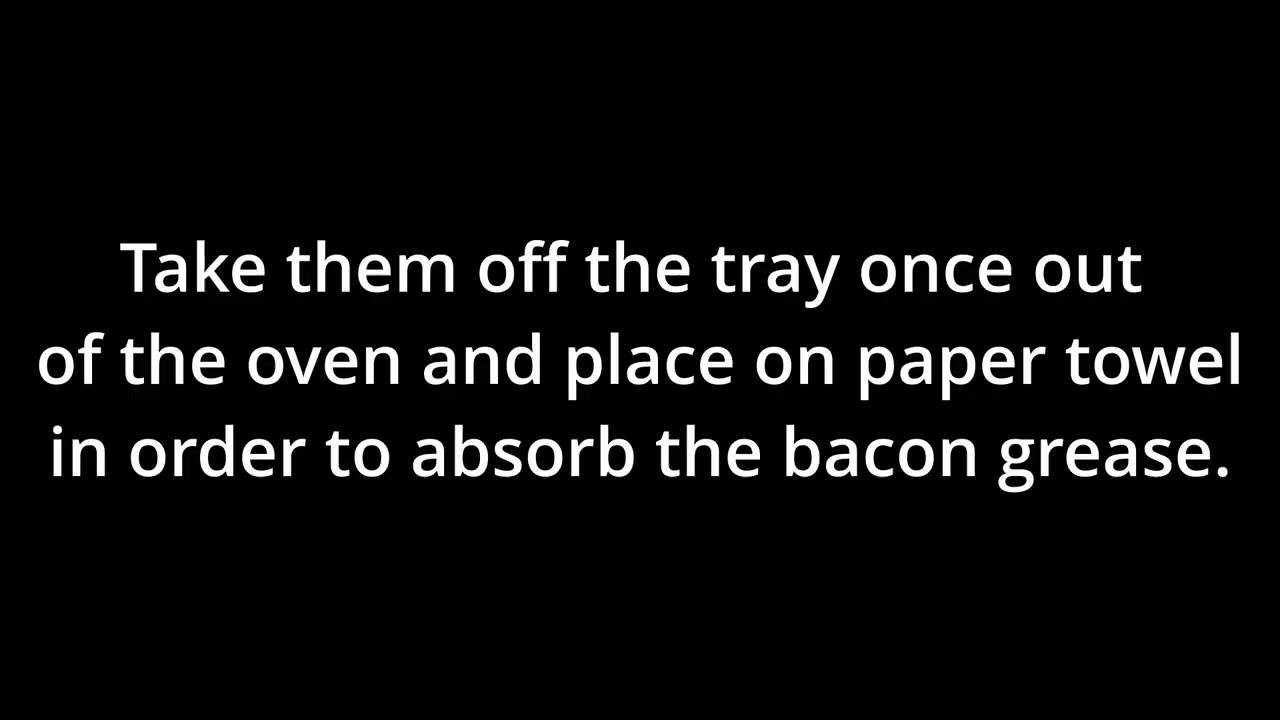 Take them off the tray once out
of the oven and place on paper towel
in order to absorb the bacon grease.